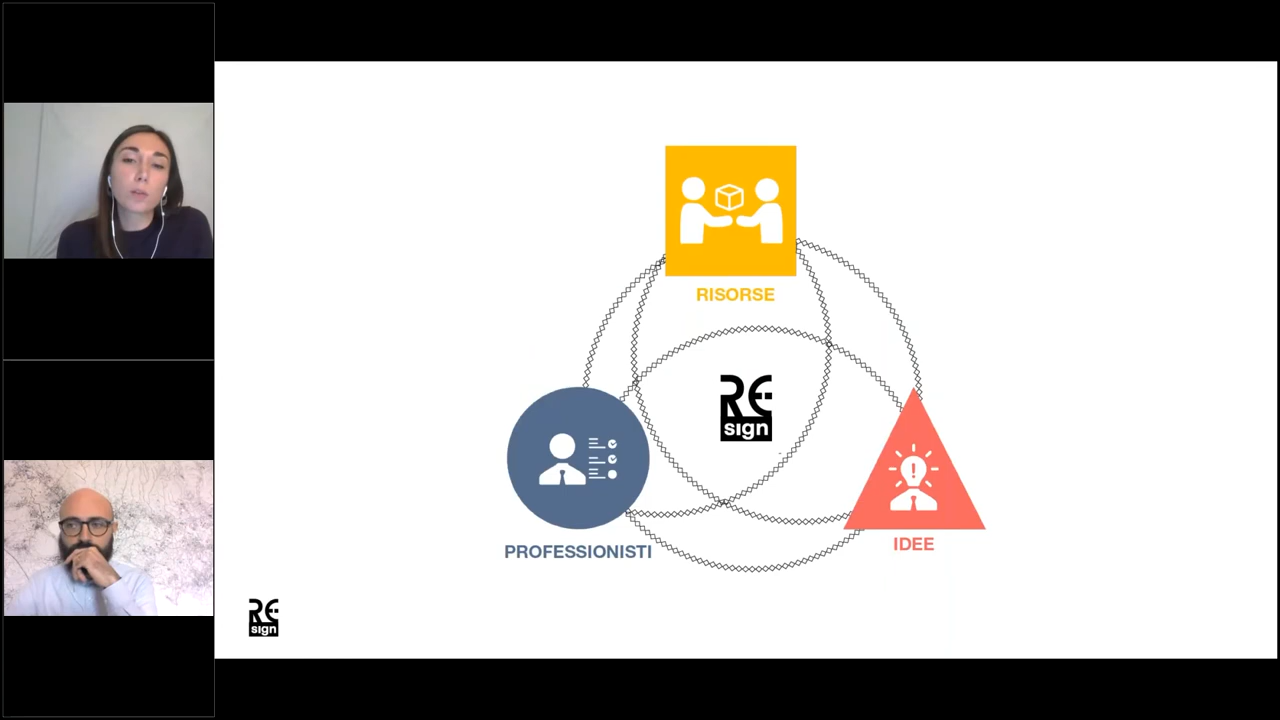 RISORSE
RE
sign
PROFESSIONISTI
IDEE
RE
sign